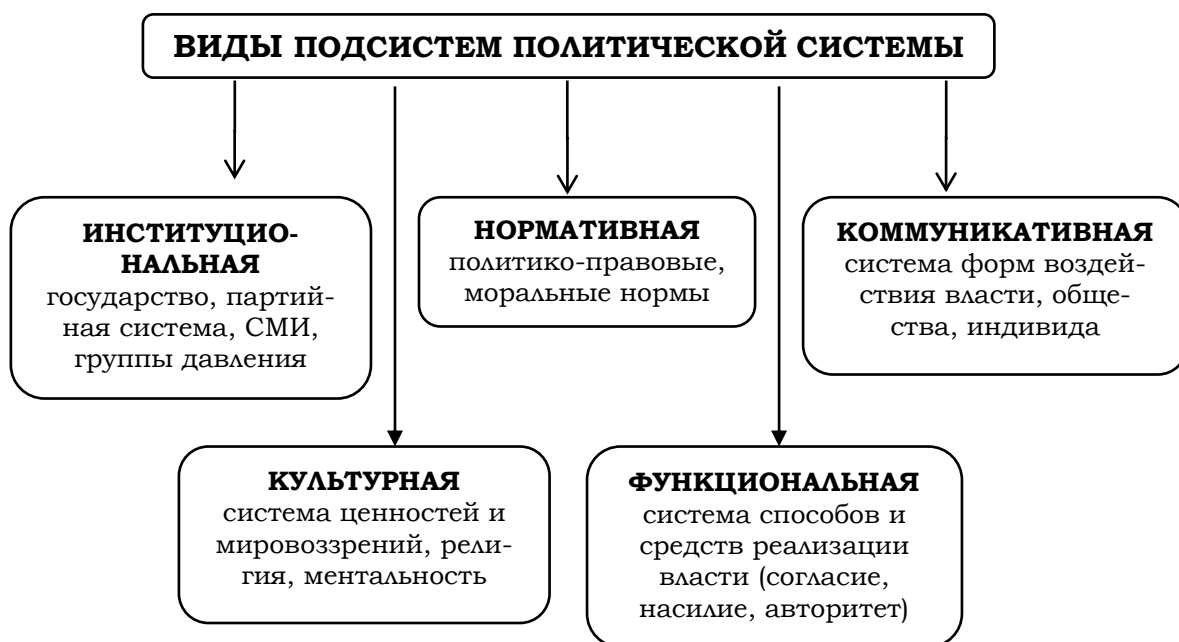 ВИДЫ ПОДСИСТЕМ ПОЛИТИЧЕСКОЙ СИСТЕМЫ
ИНСТИТУЦИО-
НАЛЬНАЯ
государство, партий-
ная система, СМИ,
группы давления
НОРМАТИВНАЯ
политико-правовые,
моральные нормы
КОММУНИКАТИВНАЯ
система форм воздей-
ствия власти, обще-
ства, индивида
КУЛЬТУРНАЯ
система ценностей и
мировоззрений, рели-
гия, ментальность
ФУНКЦИОНАЛЬНАЯ
система способов и
средств реализации
власти (согласие,
насилие, авторитет)